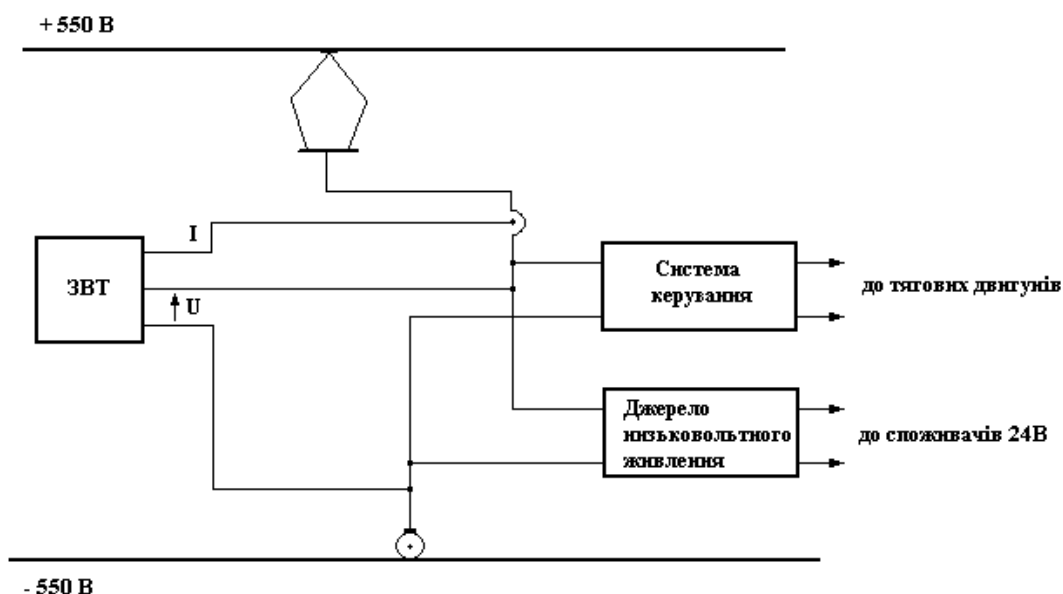 + 550 В
I
ЗВТ
U
Система
керування
до тягових двигунів
Джерело
низьковольтного
живлення
до споживачів 24В
- 550 В